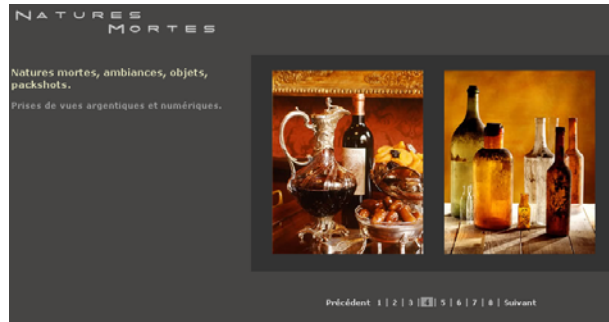 NATURES
MORTES
Natures mortes, ambiances, objets,
packshots.
Prises de vues argentiques et numériques.
Précédent 1 | 2 | 3 | 4 | 5 | 6 | 7 | 8 | Suivant